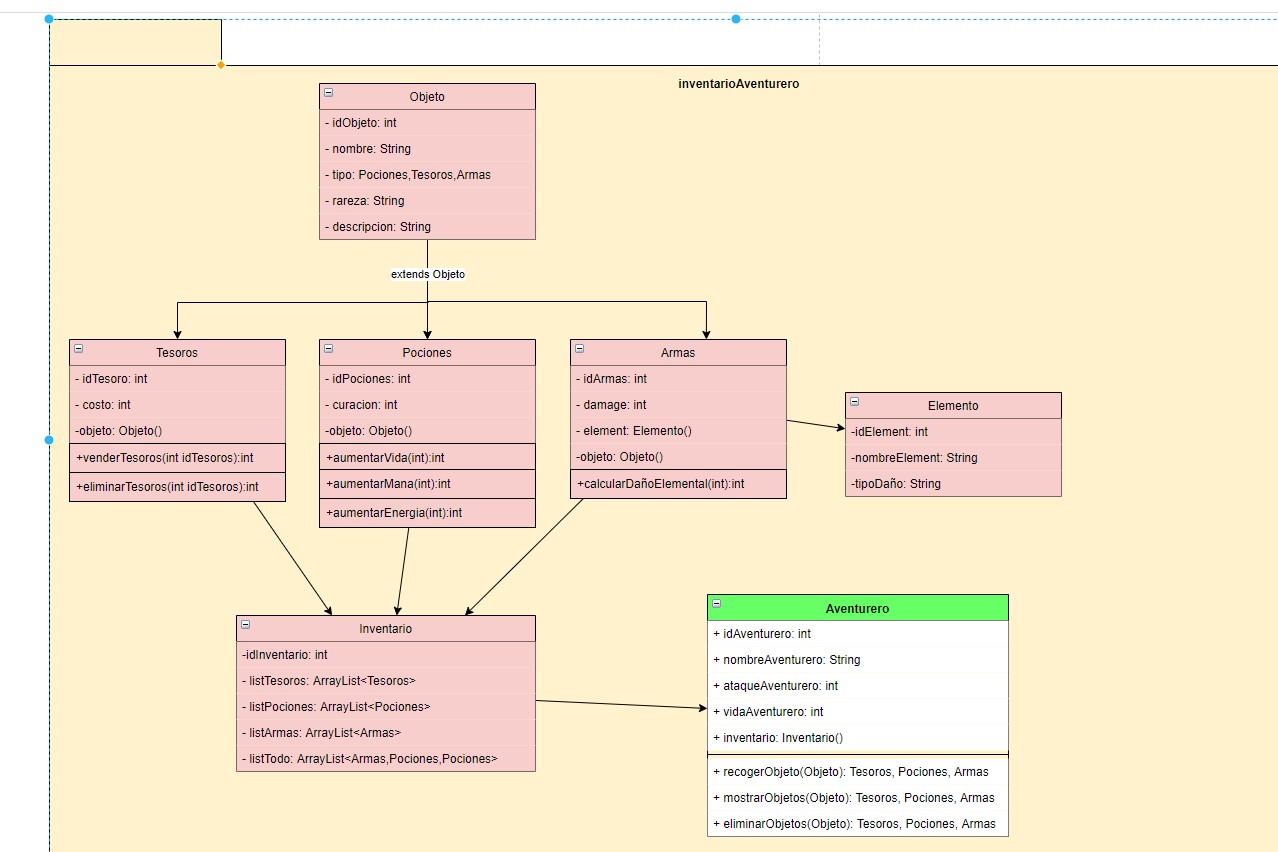 inventarioAventurero
Objeto
- idObjeto: int
- nombre: String
- tipo: Pociones,Tesoros,Armas
- rareza: String
- descripcion: String
extends Objeto
Tesoros
- idTesoro: int
- costo: int
-objeto: Objeto()
+venderTesoros(int idTesoros):int
+eliminarTesoros(int idTesoros):int
Pociones
- idPociones: int
- curacion: int
-objeto: Objeto()
+aumentarVida(int):int
+aumentarMana(int):int
+aumentarEnergia(int):int
Armas
- idArmas: int
- damage: int
- element: Elemento()
-objeto: Objeto()
+calcularDañoElemental(int):int
Elemento
-idElement: int
-nombreElement: String
-tipoDaño: String
Inventario
-idInventario: int
- listTesoros: ArrayList<Tesoros>
- listPociones: ArrayList<Pociones>
- listArmas: ArrayList<Armas>
- listTodo: ArrayList<Armas,Pociones,Pociones>
Aventurero
+ idAventurero: int
+ nombreAventurero: String
+ ataqueAventurero: int
+ vidaAventurero: int
+ inventario: Inventario()
+ recogerObjeto(Objeto): Tesoros, Pociones, Armas
+ mostrarObjetos(Objeto): Tesoros, Pociones, Armas
+ eliminarObjetos(Objeto): Tesoros, Pociones, Armas